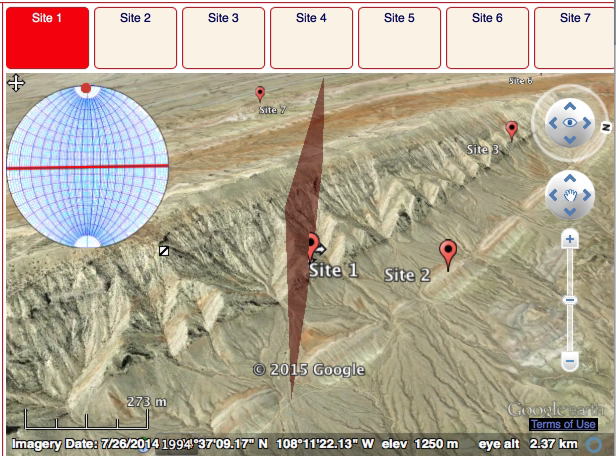 Site 1 Site 2 Site 3 Site 4 Site 5 Site 6 Site 7
Site 6
Site 7
N
Site 3
Site 1
Site 2
© 2015 Google
273 m
Google earth
Terms of Use
Imagery Date: 7/26/2014 1994 37'09.17" N 108°11'22.13" W elev 1250 m eye alt 2.37 km